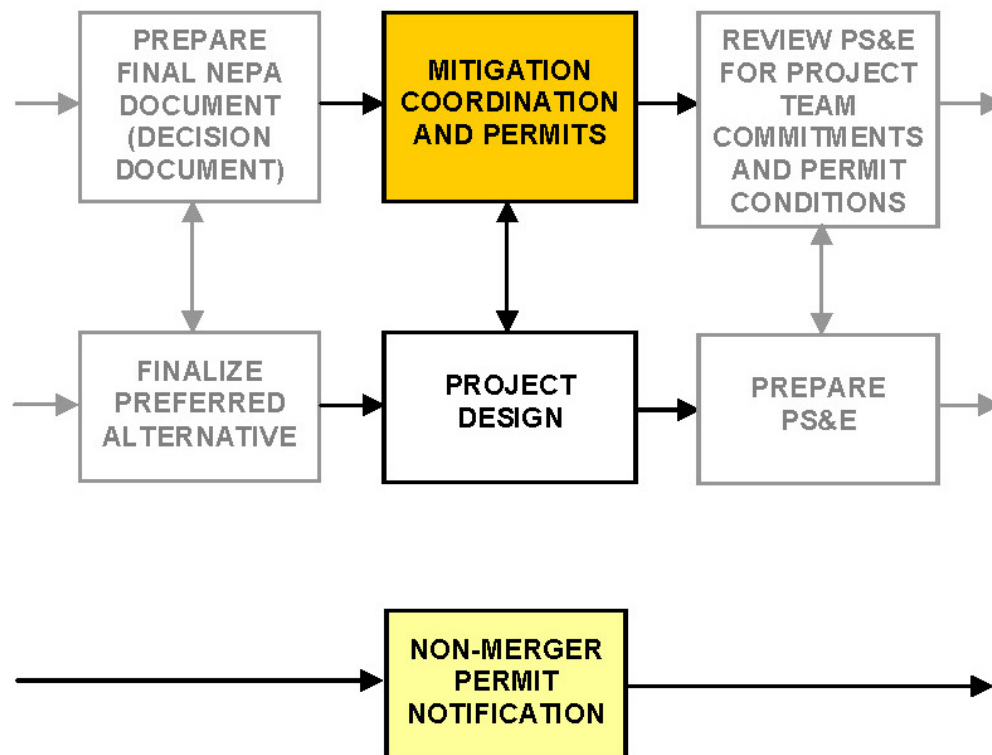 PREPARE
FINAL NEPA
DOCUMENT
(DECISION
DOCUMENT)
MITIGATION
COORDINATION
AND PERMITS
REVIEW PS&E
FOR PROJECT
TEAM
COMMITMENTS
AND PERMIT
CONDITIONS
FINALIZE
PREFERRED
ALTERNATIVE
PROJECT
DESIGN
PREPARE
PS&E
NON-MERGER
PERMIT
NOTIFICATION